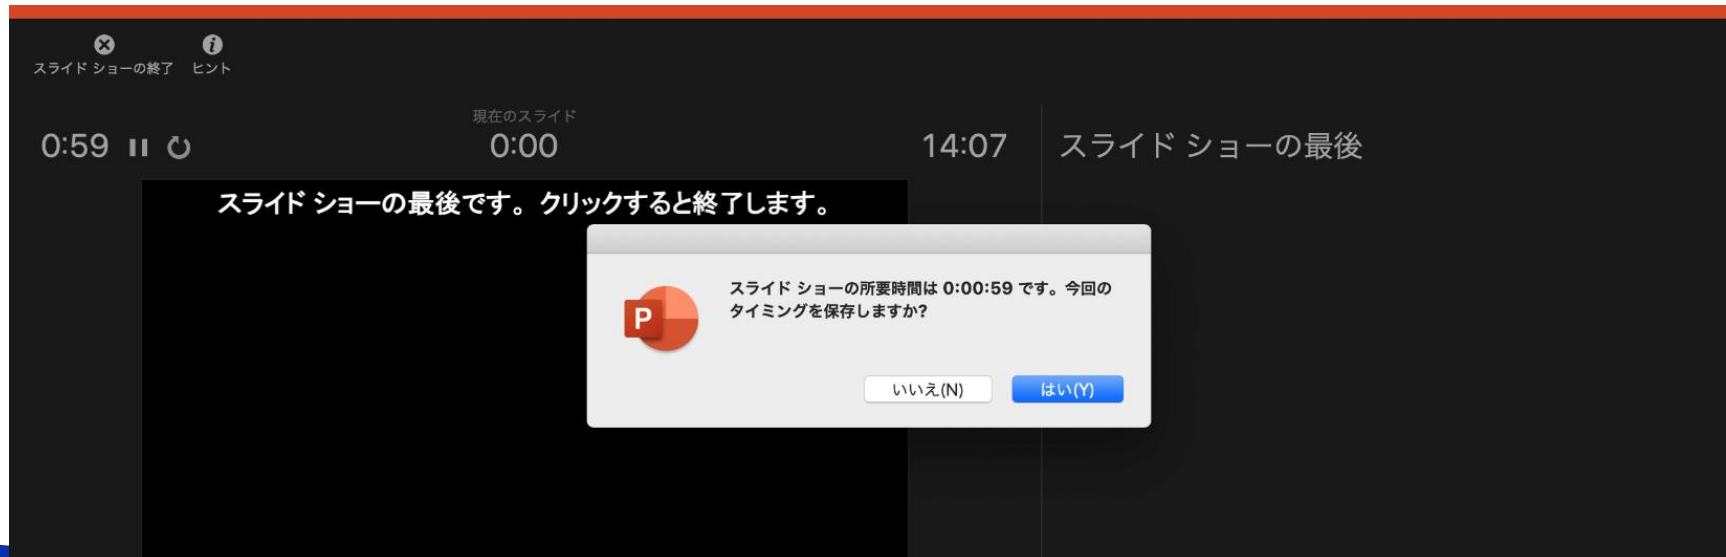 スライド ショーの終了
ヒント
現在のスライド
0:59
0:00
14:07
スライド ショーの最後
スライド ショーの最後です。クリックすると終了します。
スライド ショーの所要時間は 0:00:59 です。今回の
タイミングを保存しますか?
P
いいえ(N)
はい(Y)